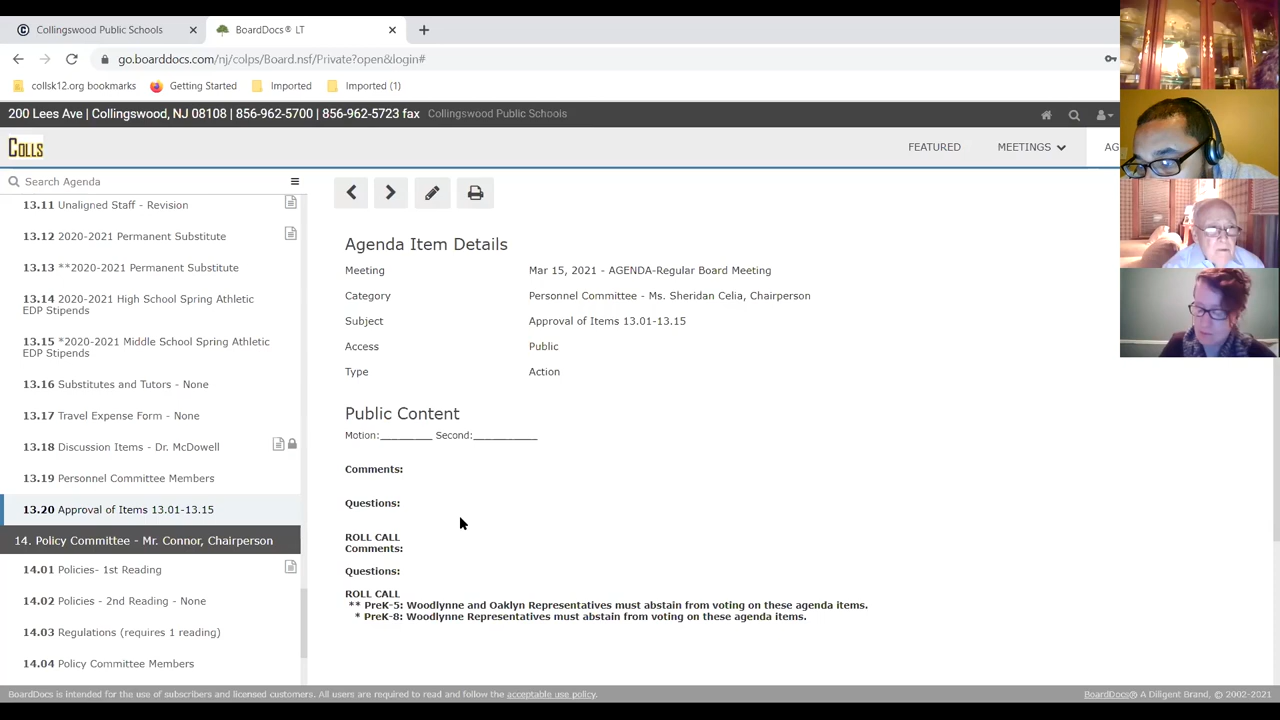 Collingswood Public Schools
BoardDocs® LT
go.boarddocs.com/nj/colps/Board.nsf/Private?open&login#
collsk12.org bookmarks
Getting Started
Imported
Imported (1)
200 Lees Ave | Collingswood, NJ 08108 | 856-962-5700 | 856-962-5723 fax
Collingswood Public Schools
COLLS
FEATURED
MEETINGS
AG
Search Agenda
13.11 Unaligned Staff - Revision
13.12 2020-2021 Permanent Substitute
13.13 **2020-2021 Permanent Substitute
13.14 2020-2021 High School Spring Athletic
EDP Stipends
13.15 *2020-2021 Middle School Spring Athletic
EDP Stipends
13.16 Substitutes and Tutors - None
13.17 Travel Expense Form - None
13.18 Discussion Items - Dr. McDowell
13.19 Personnel Committee Members
13.20 Approval of Items 13.01-13.15
14. Policy Committee - Mr. Connor, Chairperson
14.01 Policies- 1st Reading
14.02 Policies - 2nd Reading - None
14.03 Regulations (requires 1 reading)
14.04 Policy Committee Members
Agenda Item Details
Meeting Mar 15, 2021 - AGENDA-Regular Board Meeting
Category Personnel Committee - Ms. Sheridan Celia, Chairperson
Subject Approval of Items 13.01-13.15
Access Public
Type Action
Public Content
Motion:_________ Second:___________
Comments:
Questions:
ROLL CALL
Comments:
Questions:
ROLL CALL
** PreK-5: Woodlynne and Oaklyn Representatives must abstain from voting on these agenda items.
* PreK-8: Woodlynne Representatives must abstain from voting on these agenda items.
BoardDocs is intended for the use of subscribers and licensed customers. All users are required to read and follow the acceptable use policy.
BoardDocs® A Diligent Brand, © 2002-2021